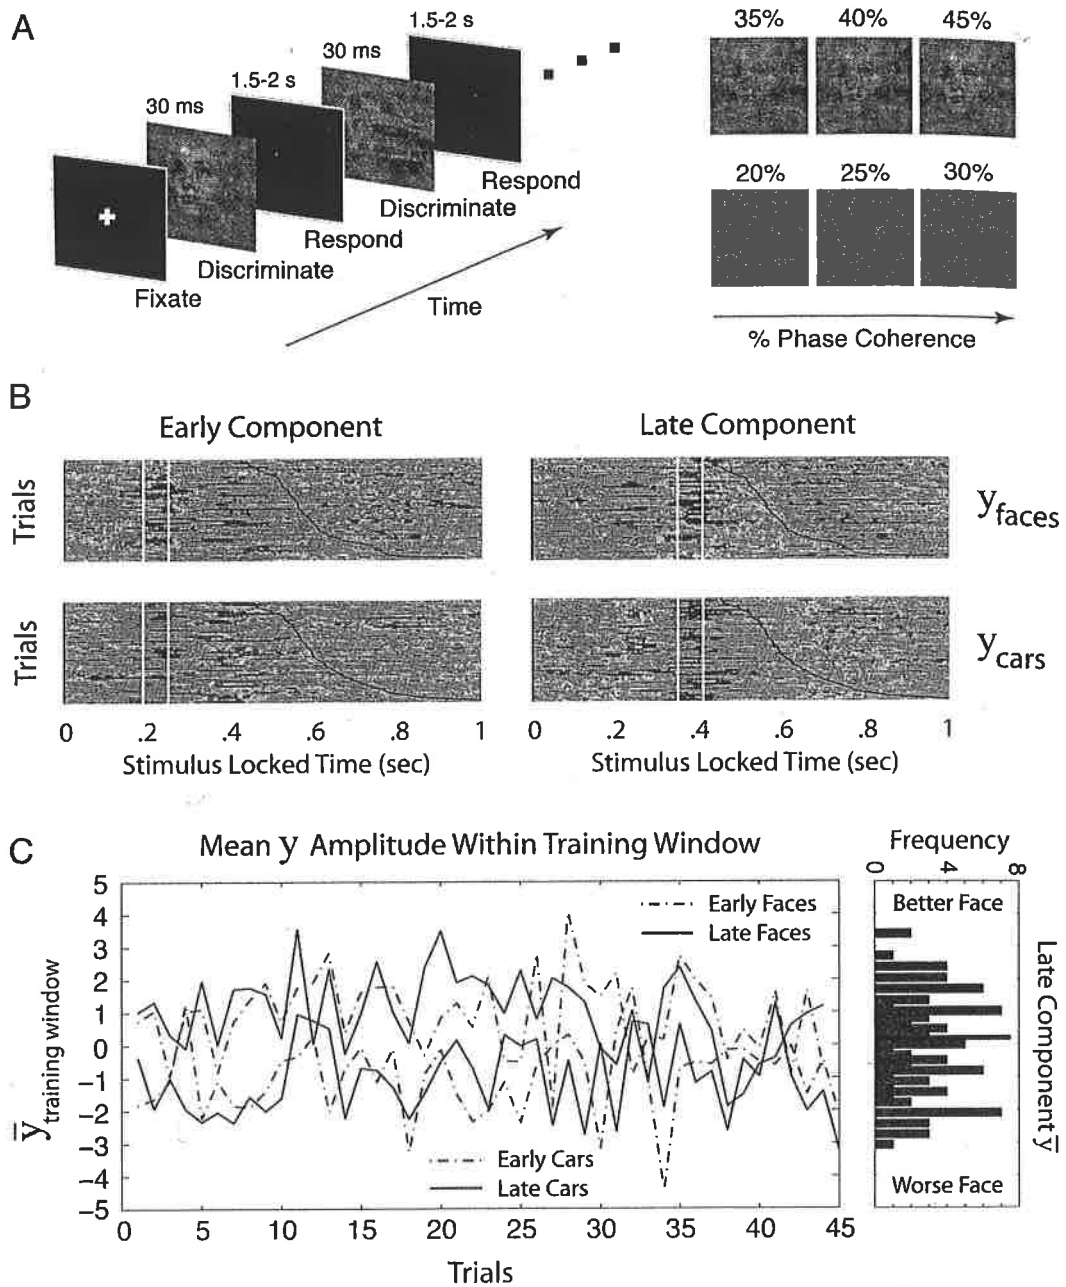 A
1.5-2 s
30 ms
1.5-2 s
30 ms
Respond
Discriminate
Respond
Discriminate
Fixate
Time
35% 40% 45%
20% 25% 30%
% Phase Coherence
B
Early Component
Late Component
Trials
y faces
Trials
y cars
0 .2 .4 .6 .8 1
0 .2 .4 .6 .8 1
Stimulus Locked Time (sec)
Stimulus Locked Time (sec)
C
Mean y Amplitude Within Training Window
5
4
3
2
1
0
−1
−2
−3
−4
−5
ȳ training window
Early Faces
Late Faces
Early Cars
Late Cars
0 5 10 15 20 25 30 35 40 45
Trials
Frequency
0 4 8
Better Face
Worse Face
Late Component ȳ